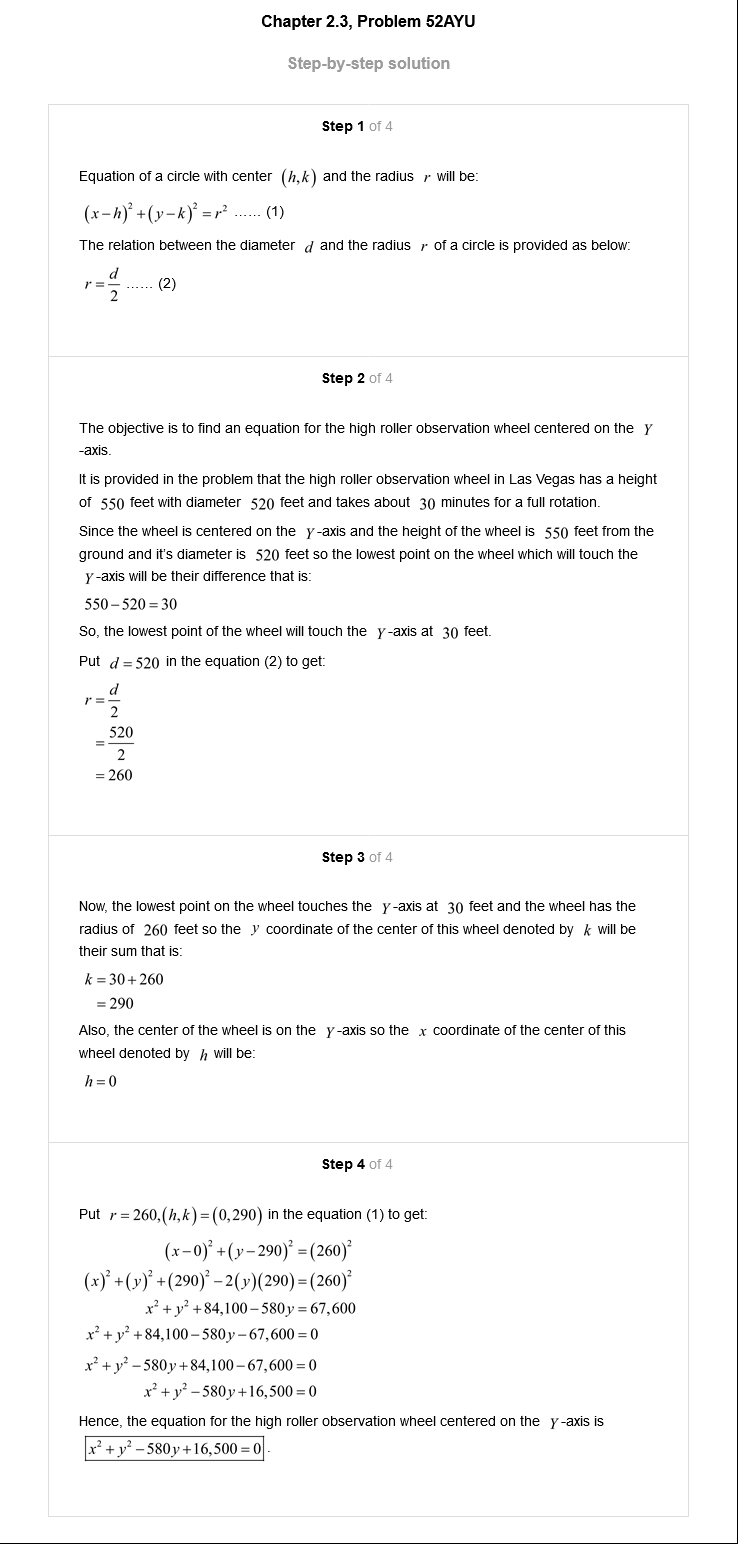 Chapter 2.3, Problem 52AYU
Step-by-step solution
Step 1 of 4
Equation of a circle with center (h,k) and the radius r will be:
(x−h)² + (y−k)² = r² ...... (1)
The relation between the diameter d and the radius r of a circle is provided as below:
r = d/2 ...... (2)
Step 2 of 4
The objective is to find an equation for the high roller observation wheel centered on the Y
-axis.
It is provided in the problem that the high roller observation wheel in Las Vegas has a height
of 550 feet with diameter 520 feet and takes about 30 minutes for a full rotation.
Since the wheel is centered on the Y-axis and the height of the wheel is 550 feet from the
ground and it's diameter is 520 feet so the lowest point on the wheel which will touch the
Y-axis will be their difference that is:
550−520 = 30
So, the lowest point of the wheel will touch the Y-axis at 30 feet.
Put d = 520 in the equation (2) to get:
r = d/2
= 520/2
= 260
Step 3 of 4
Now, the lowest point on the wheel touches the Y-axis at 30 feet and the wheel has the
radius of 260 feet so the y coordinate of the center of this wheel denoted by k will be
their sum that is:
k = 30+260
= 290
Also, the center of the wheel is on the Y-axis so the x coordinate of the center of this
wheel denoted by h will be:
h = 0
Step 4 of 4
Put r = 260,(h,k) = (0,290) in the equation (1) to get:
(x−0)² + (y−290)² = (260)²
(x)² + (y)² + (290)² − 2(y)(290) = (260)²
x² + y² + 84,100 − 580y = 67,600
x² + y² + 84,100 − 580y − 67,600 = 0
x² + y² − 580y + 84,100 − 67,600 = 0
x² + y² − 580y + 16,500 = 0
Hence, the equation for the high roller observation wheel centered on the Y-axis is
x² + y² − 580y + 16,500 = 0.